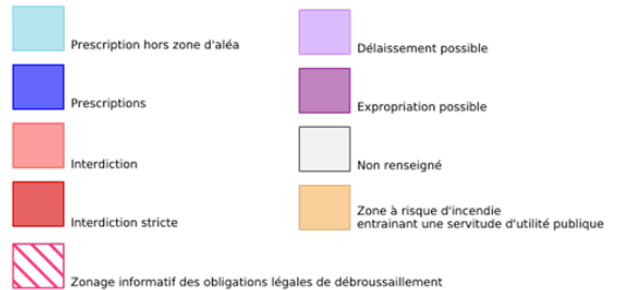 Prescription hors zone d'aléa
Délaissement possible
Prescriptions
Expropriation possible
Interdiction
Non renseigné
Interdiction stricte
Zone à risque d'incendie
entrainant une servitude d'utilité publique
Zonage informatif des obligations légales de débroussaillement